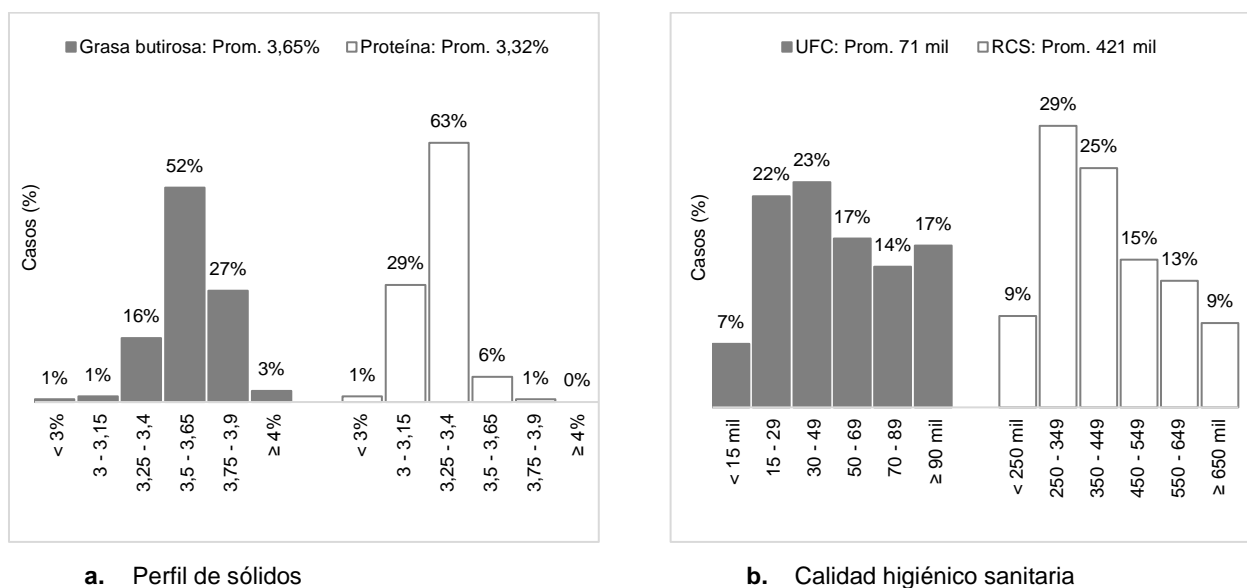 Grasa butirosa: Prom. 3,65% Proteína: Prom. 3,32%
Casos (%)
1%
1%
16%
52%
27%
3%
1%
29%
63%
6%
1%
0%
< 3%
3 - 3,15
3,25 - 3,4
3,5 - 3,65
3,75 - 3,9
≥ 4%
< 3%
3 - 3,15
3,25 - 3,4
3,5 - 3,65
3,75 - 3,9
≥ 4%
a. Perfil de sólidos
UFC: Prom. 71 mil RCS: Prom. 421 mil
Casos (%)
7%
22%
23%
17%
14%
17%
9%
29%
25%
15%
13%
9%
< 15 mil
15 - 29
30 - 49
50 - 69
70 - 89
≥ 90 mil
< 250 mil
250 - 349
350 - 449
450 - 549
550 - 649
≥ 650 mil
b. Calidad higiénico sanitaria